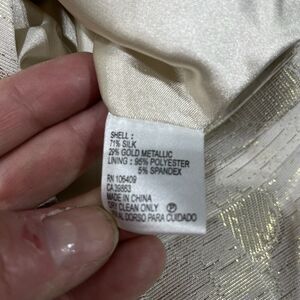 SHELL :
71% SILK
29% GOLD METALLIC
LINING : 95% POLYESTER
5% SPANDEX
RN 106409
CA 39863
MADE IN CHINA
DRY CLEAN ONLY Ⓟ
AL DORSO PARA CUIDADO